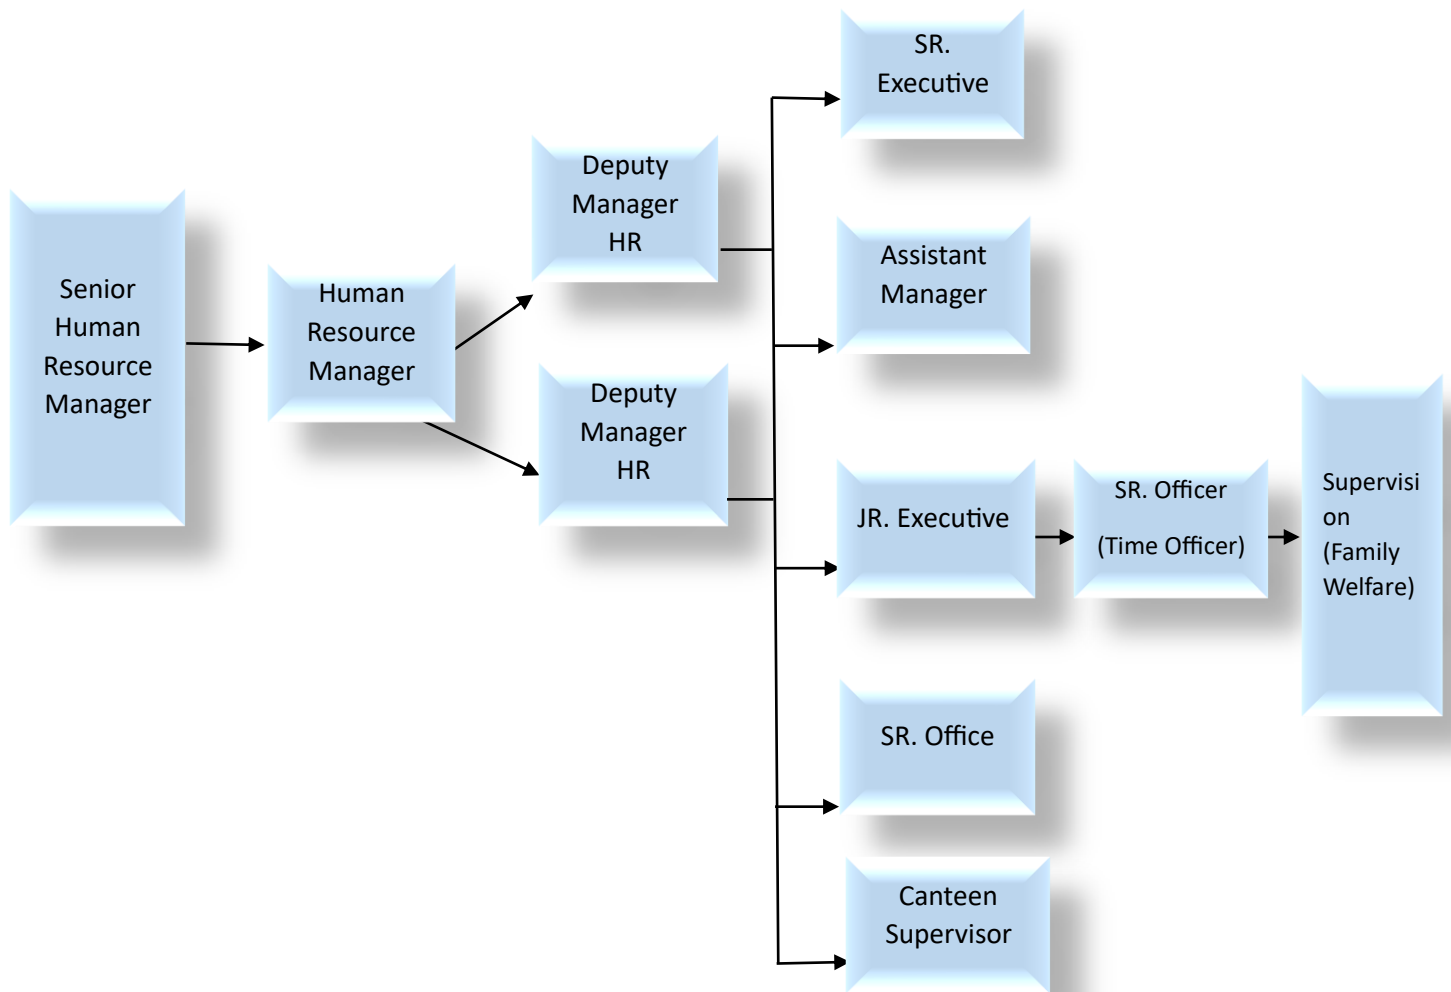 Senior
Human
Resource
Manager
Human
Resource
Manager
Deputy
Manager
HR
Deputy
Manager
HR
SR.
Executive
Assistant
Manager
JR. Executive
SR. Officer
(Time Officer)
Supervisi
on
(Family
Welfare)
SR. Office
Canteen
Supervisor